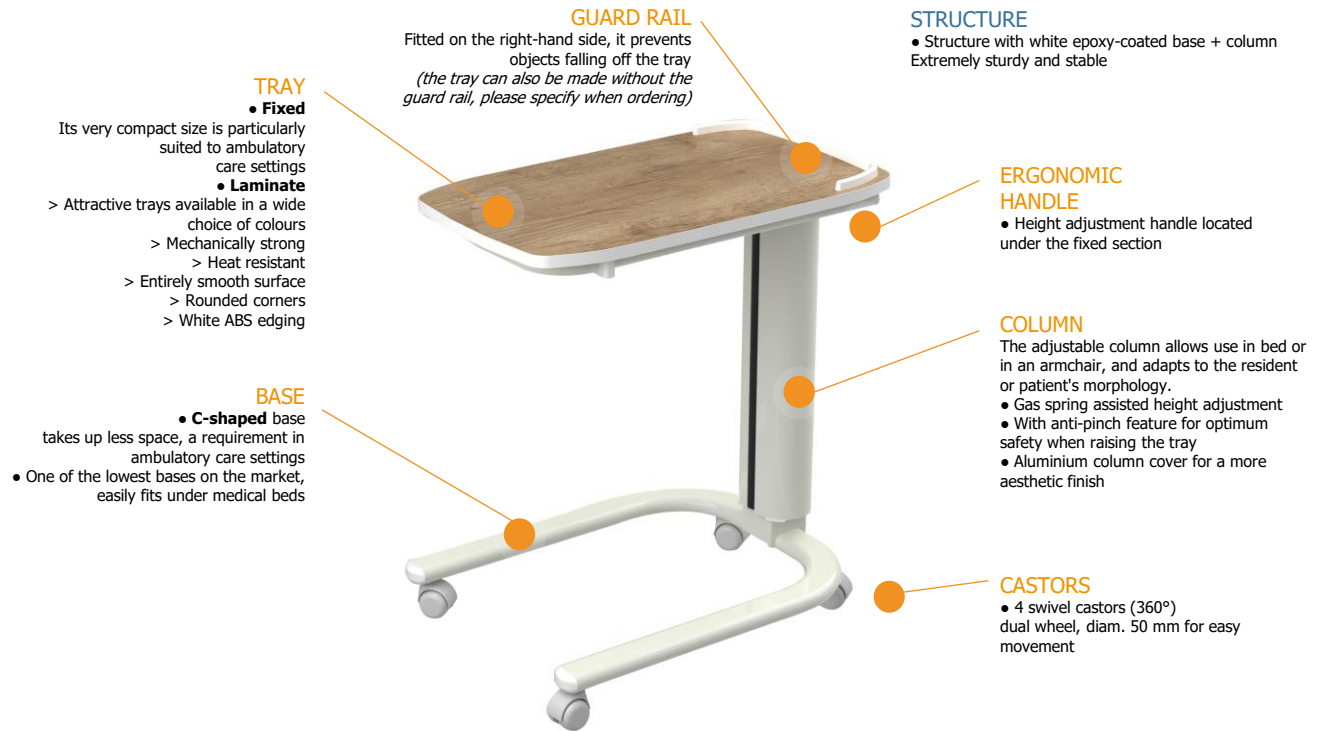 GUARD RAIL
Fitted on the right-hand side, it prevents
objects falling off the tray
(the tray can also be made without the
guard rail, please specify when ordering)
STRUCTURE
● Structure with white epoxy-coated base + column
Extremely sturdy and stable
TRAY
● Fixed
Its very compact size is particularly
suited to ambulatory
care settings
● Laminate
> Attractive trays available in a wide
choice of colours
> Mechanically strong
> Heat resistant
> Entirely smooth surface
> Rounded corners
> White ABS edging
ERGONOMIC
HANDLE
● Height adjustment handle located
under the fixed section
COLUMN
The adjustable column allows use in bed or
in an armchair, and adapts to the resident
or patient's morphology.
● Gas spring assisted height adjustment
● With anti-pinch feature for optimum
safety when raising the tray
● Aluminium column cover for a more
aesthetic finish
BASE
● C-shaped base
takes up less space, a requirement in
ambulatory care settings
● One of the lowest bases on the market,
easily fits under medical beds
CASTORS
● 4 swivel castors (360°)
dual wheel, diam. 50 mm for easy
movement